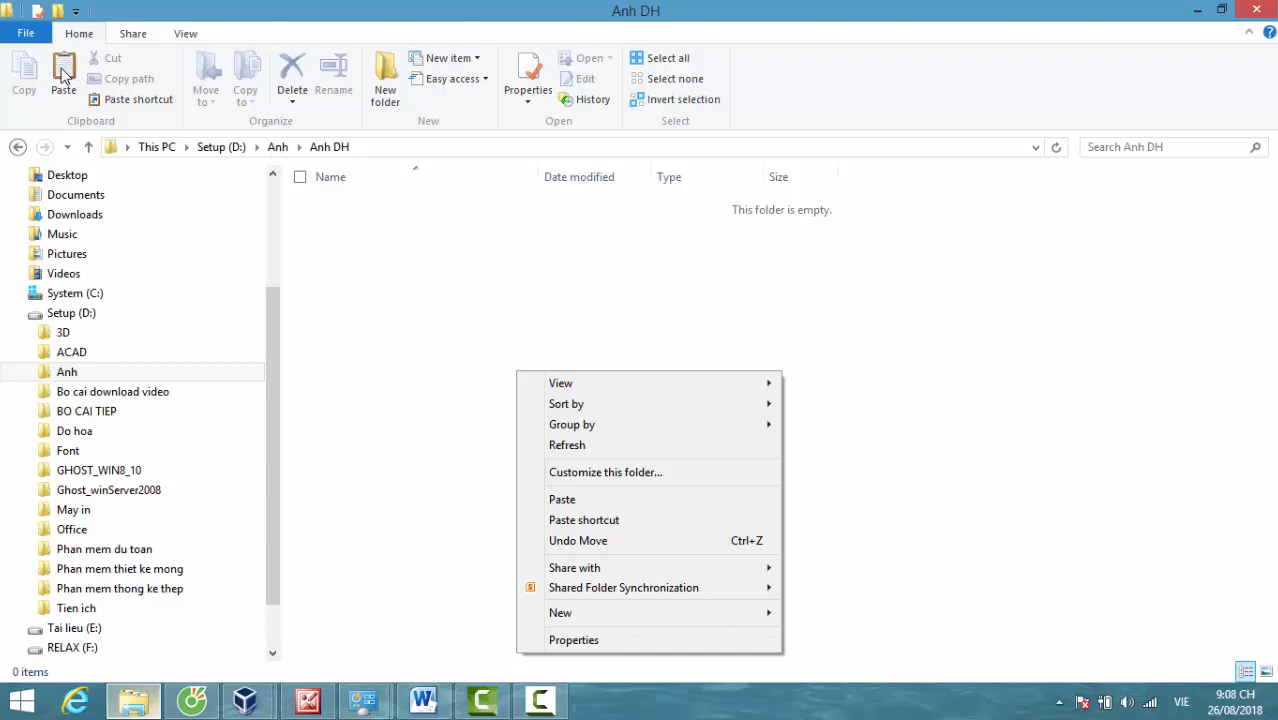 Anh DH
File Home Share View
Copy
Paste
Cut
Copy path
Paste shortcut
Clipboard
Move to
Copy to
Delete
Rename
Organize
New folder
New item
Easy access
New
Properties
Open
Edit
History
Open
Select all
Select none
Invert selection
Select
This PC Setup (D:) Anh Anh DH
Search Anh DH
Desktop
Documents
Downloads
Music
Pictures
Videos
System (C:)
Setup (D:)
3D
ACAD
Anh
Bo cai download video
BO CAI TIEP
Do hoa
Font
GHOST_WIN8_10
Ghost_winServer2008
May in
Office
Phan mem du toan
Phan mem thiet ke mong
Phan mem thong ke thep
Tien ich
Tai lieu (E:)
RELAX (F:)
Name Date modified Type Size
This folder is empty.
View
Sort by
Group by
Refresh
Customize this folder...
Paste
Paste shortcut
Undo Move Ctrl+Z
Share with
S Shared Folder Synchronization
New
Properties
0 items
VIE
9:08 CH
26/08/2018